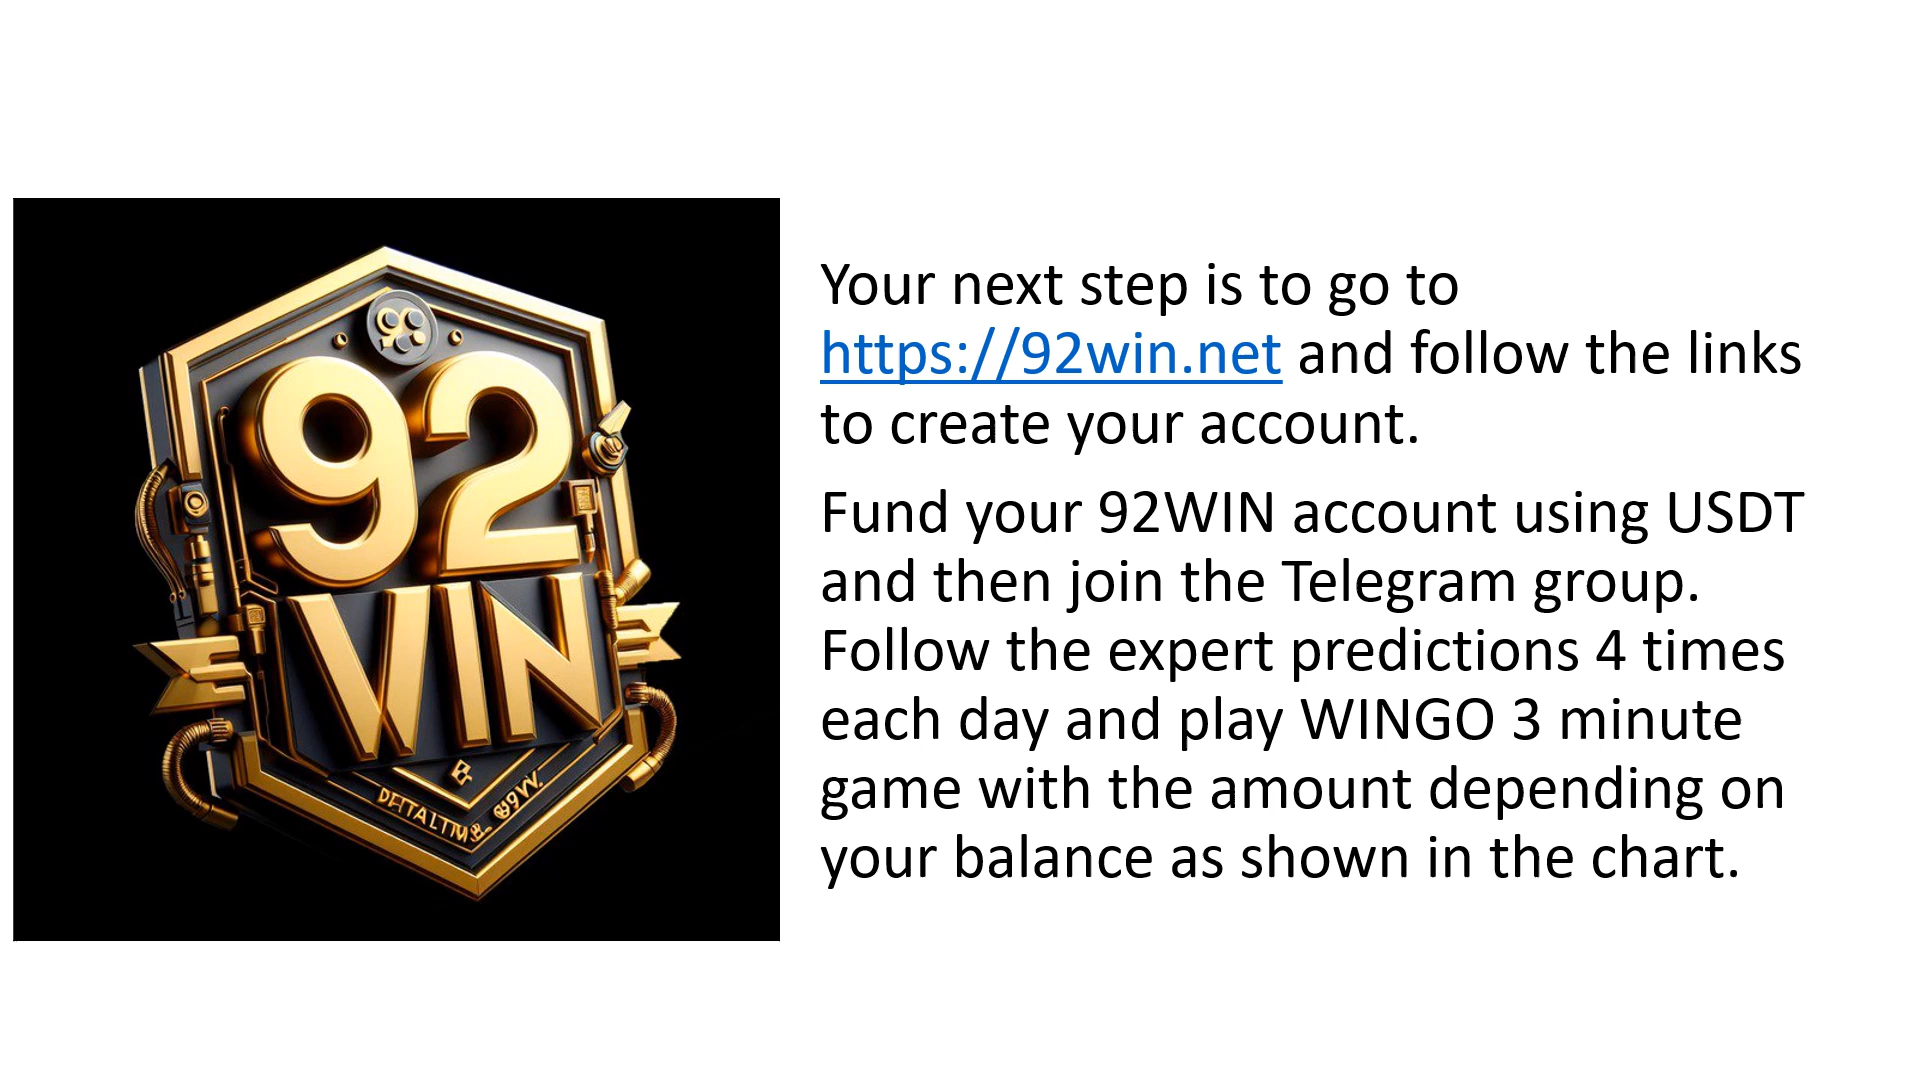 92
WIN
Your next step is to go to
https://92win.net and follow the links
to create your account.
Fund your 92WIN account using USDT
and then join the Telegram group.
Follow the expert predictions 4 times
each day and play WINGO 3 minute
game with the amount depending on
your balance as shown in the chart.